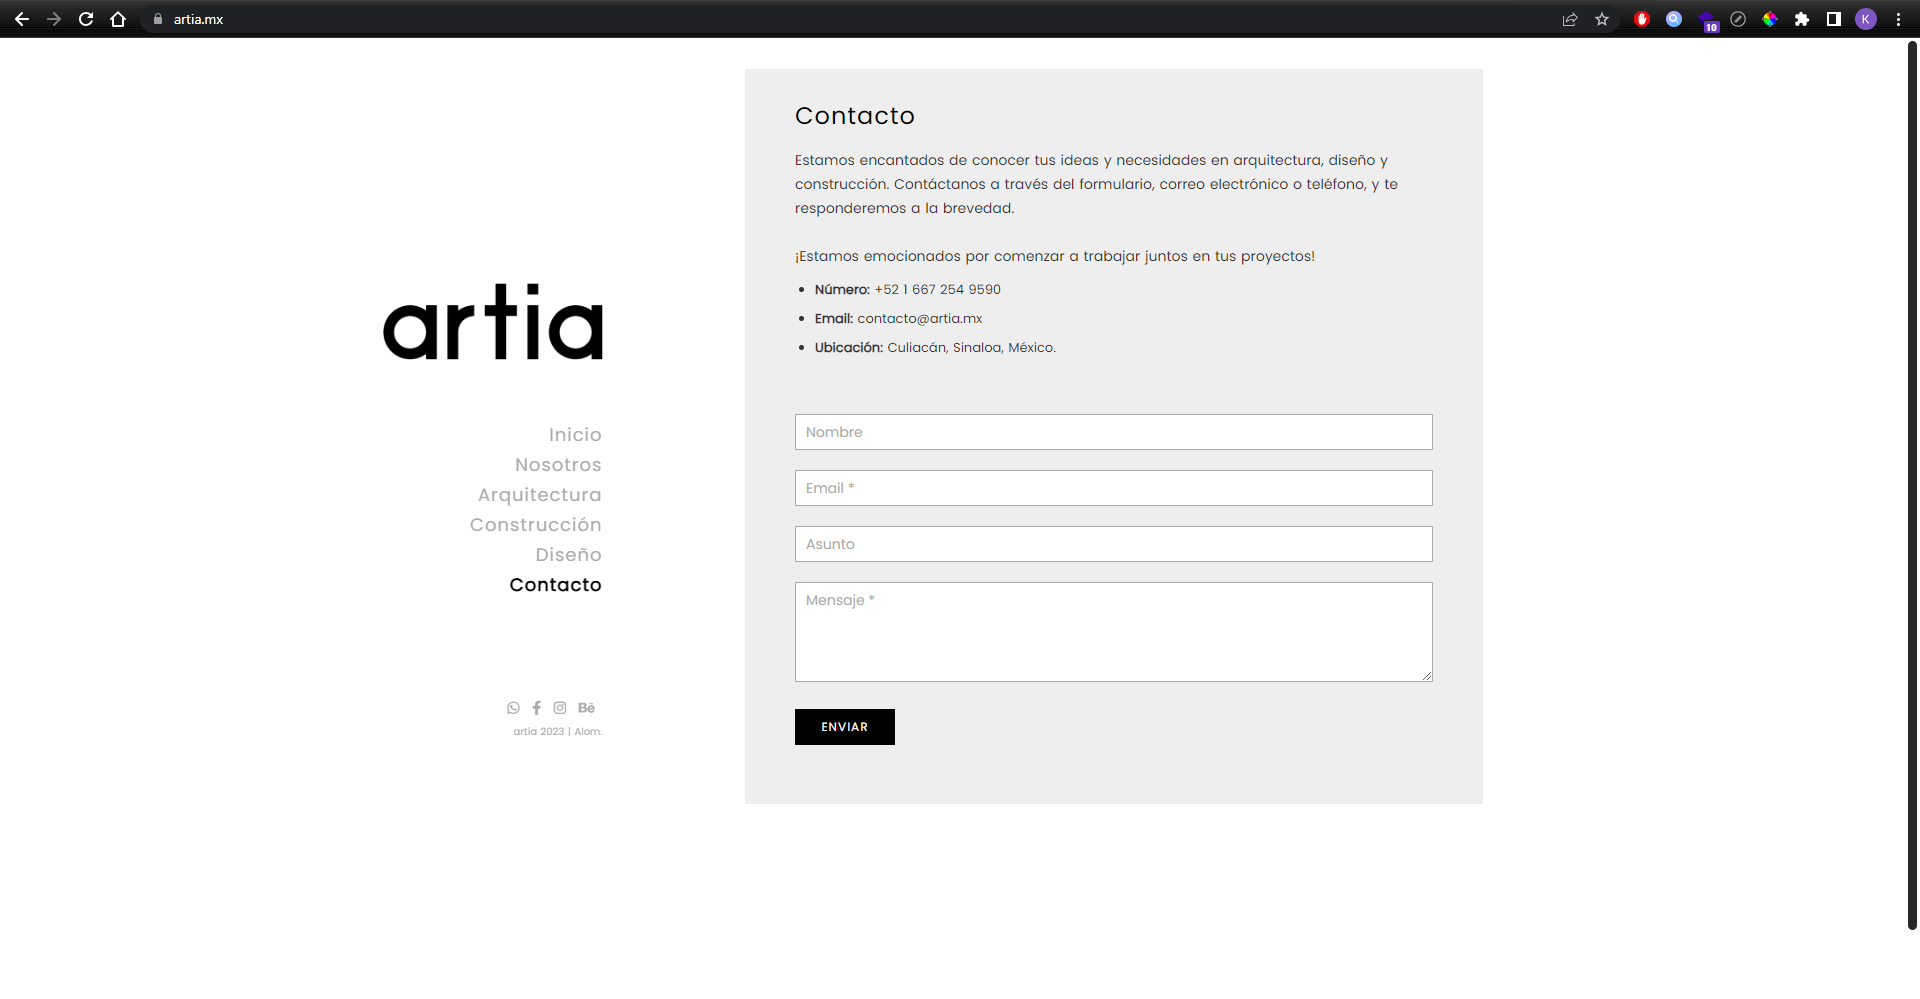 artia.mx
10
K
artia
Inicio
Nosotros
Arquitectura
Construcción
Diseño
Contacto
Bē
artia 2023 | Alom.
Contacto
Estamos encantados de conocer tus ideas y necesidades en arquitectura, diseño y
construcción. Contáctanos a través del formulario, correo electrónico o teléfono, y te
responderemos a la brevedad.
¡Estamos emocionados por comenzar a trabajar juntos en tus proyectos!
• Número: +52 1 667 254 9590
• Email: contacto@artia.mx
• Ubicación: Culiacán, Sinaloa, México.
Nombre
Email *
Asunto
Mensaje *
ENVIAR